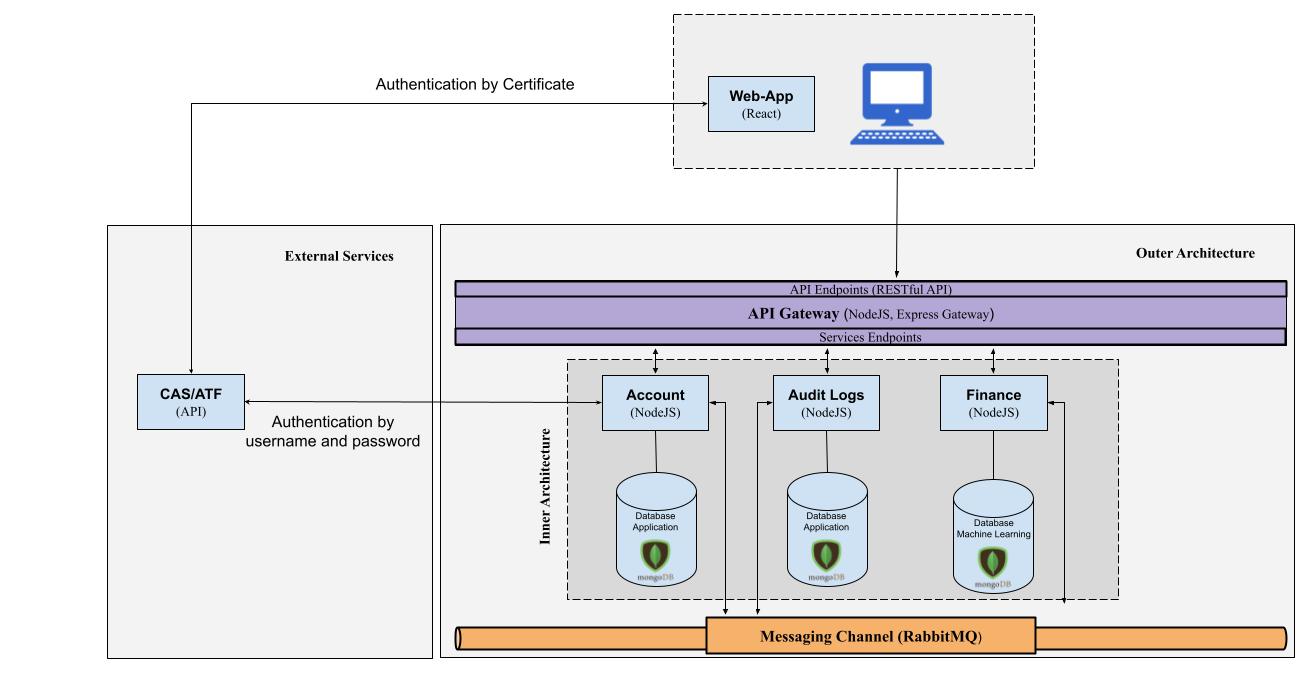 Authentication by Certificate
Web-App
(React)
External Services
Outer Architecture
API Endpoints (RESTful API)
API Gateway (NodeJS, Express Gateway)
Services Endpoints
CAS/ATF
(API)
Authentication by
username and password
Inner Architecture
Account
(NodeJS)
Audit Logs
(NodeJS)
Finance
(NodeJS)
Database
Application
mongoDB
Database
Application
mongoDB
Database
Machine Learning
mongoDB
Messaging Channel (RabbitMQ)